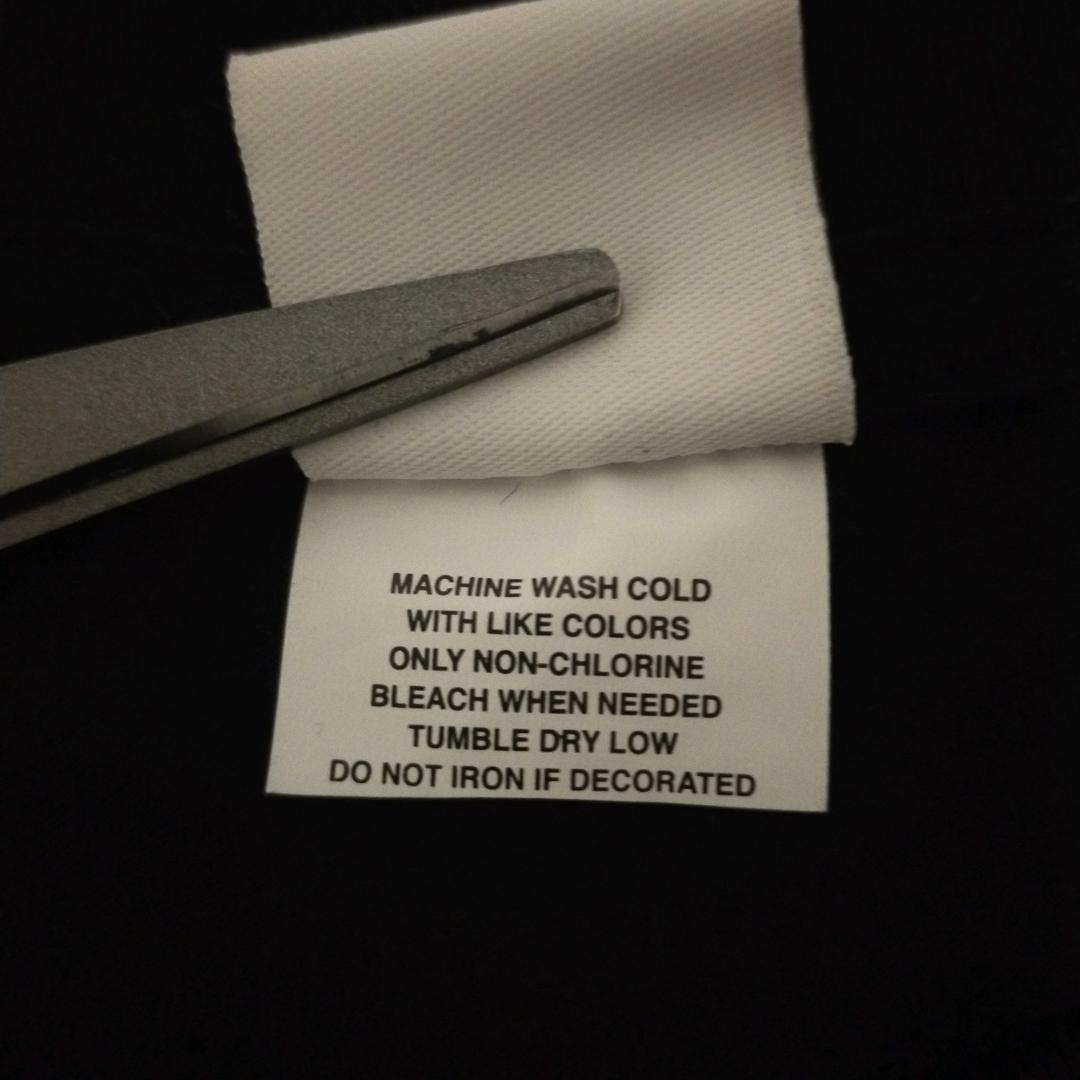 MACHINE WASH COLD
WITH LIKE COLORS
ONLY NON-CHLORINE
BLEACH WHEN NEEDED
TUMBLE DRY LOW
DO NOT IRON IF DECORATED